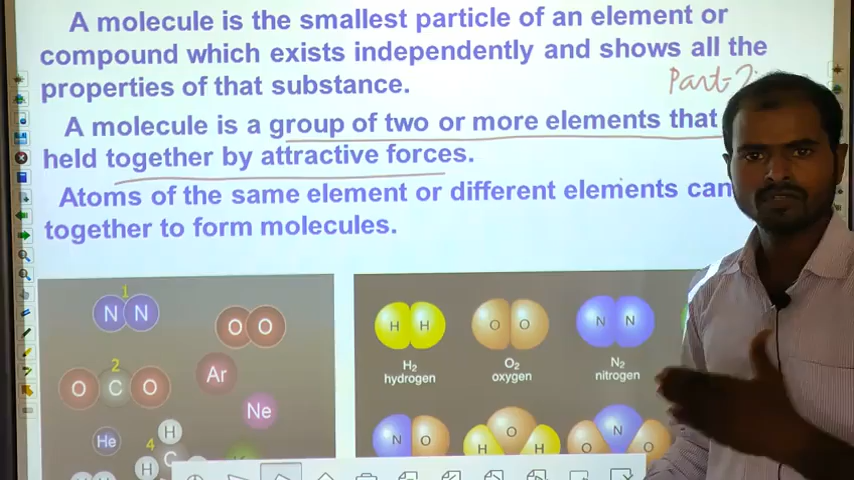 A molecule is the smallest particle of an element or
compound which exists independently and shows all the
properties of that substance.
Part-2
A molecule is a group of two or more elements that
held together by attractive forces.
Atoms of the same element or different elements can
together to form molecules.
1
N N
O O
2
O C O
Ar
Ne
He
4
H
H C
H H
H2
hydrogen
O O
O2
oxygen
N N
N2
nitrogen
N O
H O H
O N O